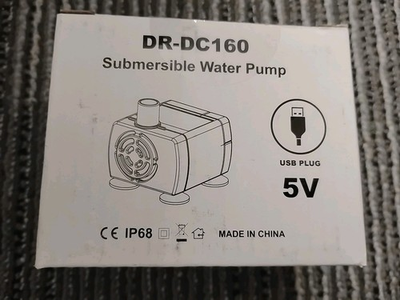 DR-DC160
Submersible Water Pump
USB PLUG
5V
CE IP68 MADE IN CHINA